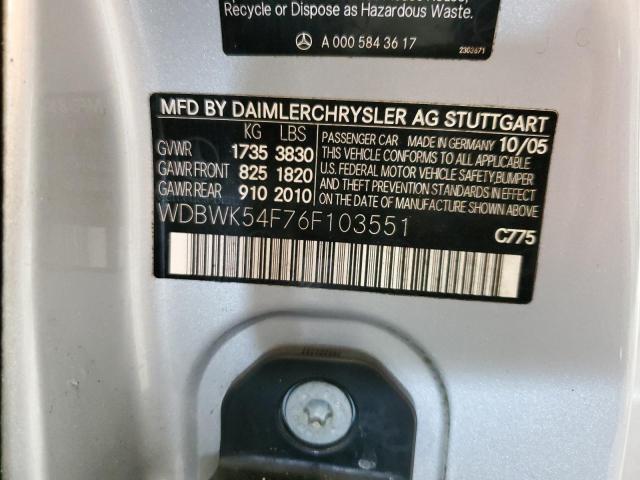 Recycle or Dispose as Hazardous Waste.
A 000 584 36 17
2303671
MFD BY DAIMLERCHRYSLER AG STUTTGART
KG LBS PASSENGER CAR MADE IN GERMANY 10/05
GVWR 1735 3830 THIS VEHICLE CONFORMS TO ALL APPLICABLE
GAWR FRONT 825 1820 U.S. FEDERAL MOTOR VEHICLE SAFETY, BUMPER,
GAWR REAR 910 2010 AND THEFT PREVENTION STANDARDS IN EFFECT
WDBWK54F76F103551 ON THE DATE OF MANUFACTURE SHOWN ABOVE.
C775